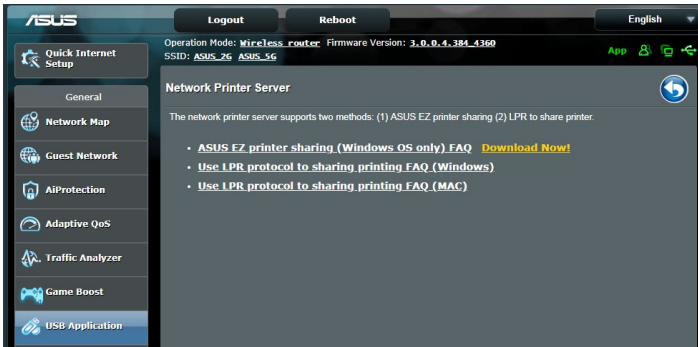 ASUS
Logout
Reboot
English
Quick Internet
Setup
Operation Mode: Wireless router Firmware Version: 3.0.0.4.384_4360
SSID: ASUS_2G ASUS_5G
App
General
Network Map
Guest Network
AiProtection
Adaptive QoS
Traffic Analyzer
Game Boost
USB Application
Network Printer Server
The network printer server supports two methods: (1) ASUS EZ printer sharing (2) LPR to share printer.
• ASUS EZ printer sharing (Windows OS only) FAQ Download Now!
• Use LPR protocol to sharing printing FAQ (Windows)
• Use LPR protocol to sharing printing FAQ (MAC)